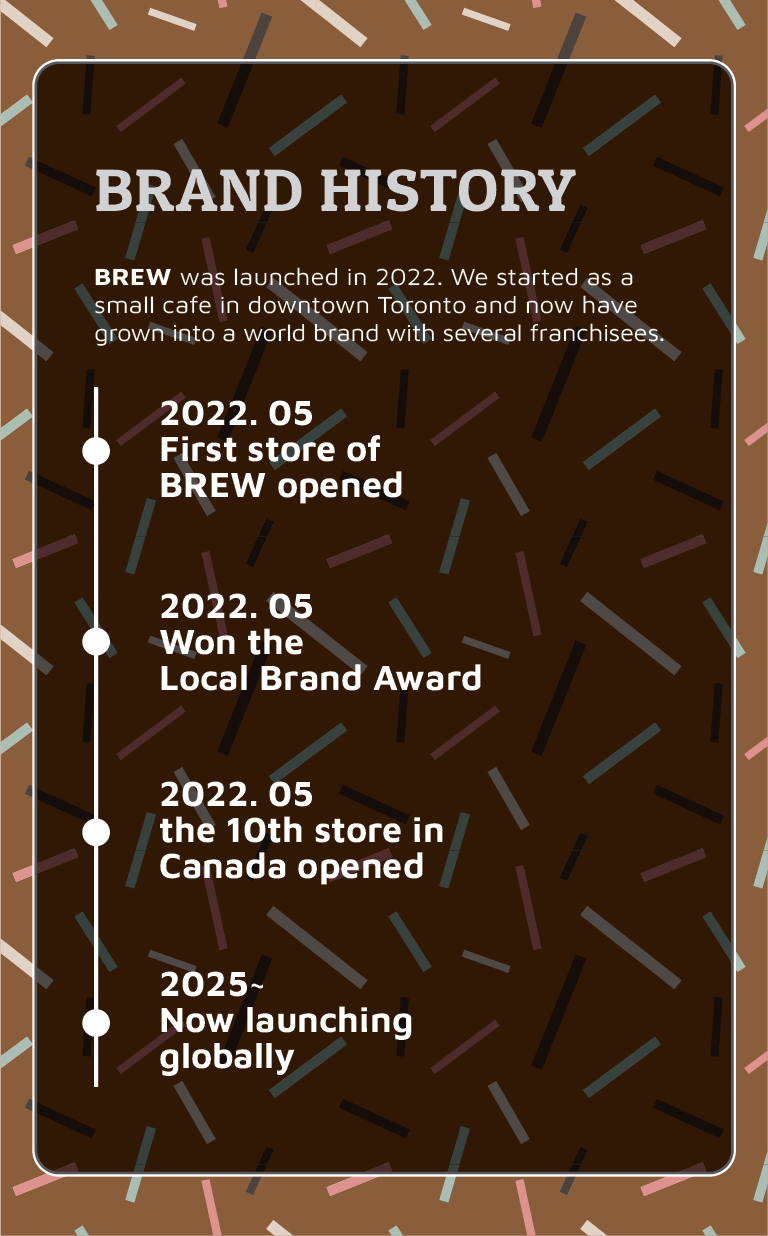 BRAND HISTORY
BREW was launched in 2022. We started as a
small cafe in downtown Toronto and now have
grown into a world brand with several franchisees.
2022. 05
First store of
BREW opened
2022. 05
Won the
Local Brand Award
2022. 05
the 10th store in
Canada opened
2025~
Now launching
globally